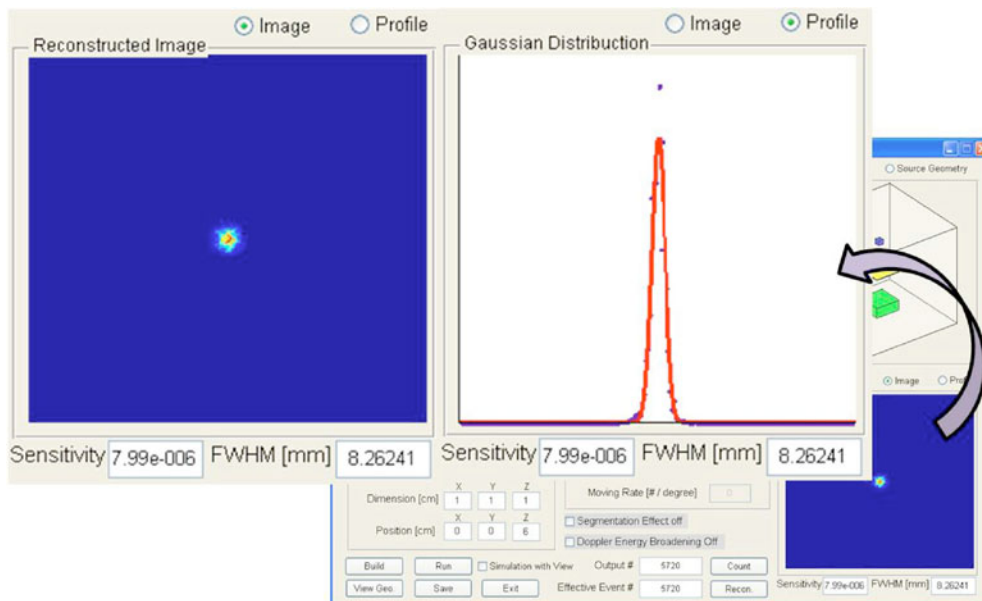 Image Profile
Reconstructed Image
Sensitivity 7.99e-006 FWHM [mm] 8.26241
Image Profile
Gaussian Distribuction
Sensitivity 7.99e-006 FWHM [mm] 8.26241
Source Geometry
Image
X Y Z
Dimension [cm] 1 1 1
X Y Z
Position [cm] 0 0 6
Moving Rate [# / degree] 0
Segmentation Effect off
Doppler Energy Broadening Off
Build Run Simulation with View Output # 5720 Count
View Geo. Save Exit Effective Event # 5720 Recon.
Sensitivity 7.99e-006 FWHM [mm] 8.26241